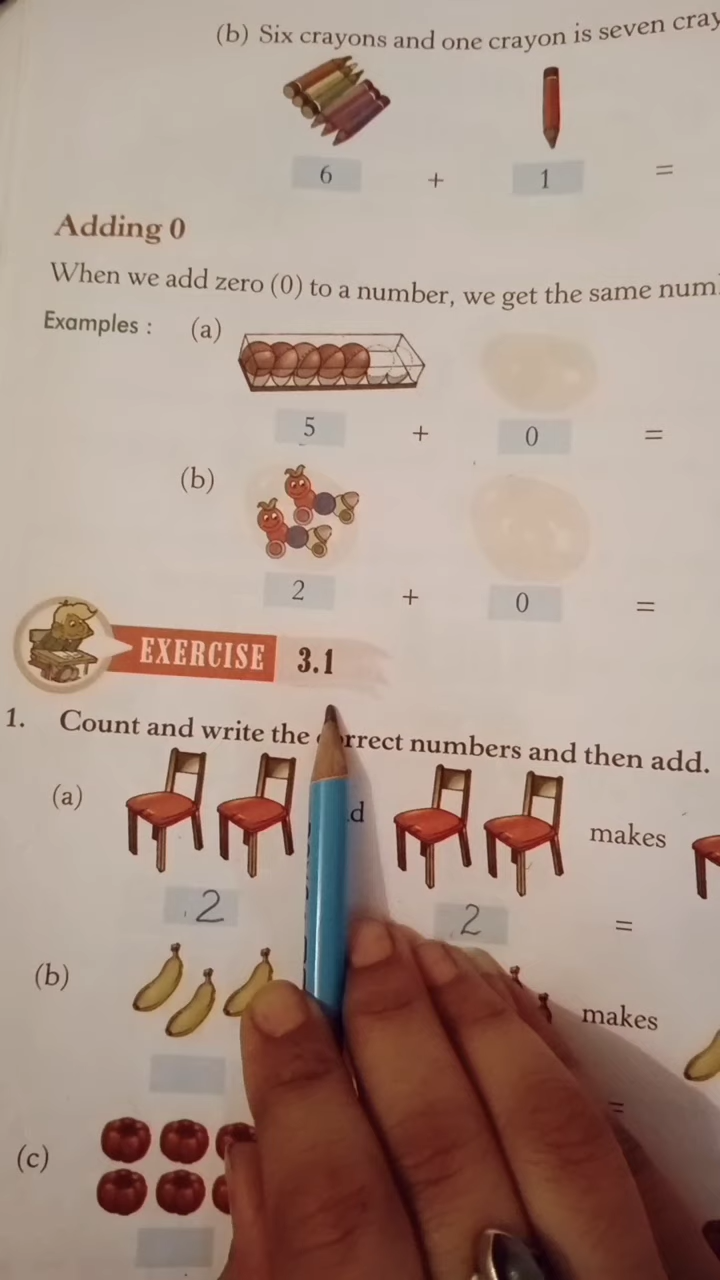 (b) Six crayons and one crayon is seven cray
6 + 1 =
Adding 0
When we add zero (0) to a number, we get the same num
Examples : (a)
5 + 0 =
(b)
2 + 0 =
EXERCISE 3.1
1. Count and write the correct numbers and then add.
(a) makes
2 2 =
(b) makes
=
(c)